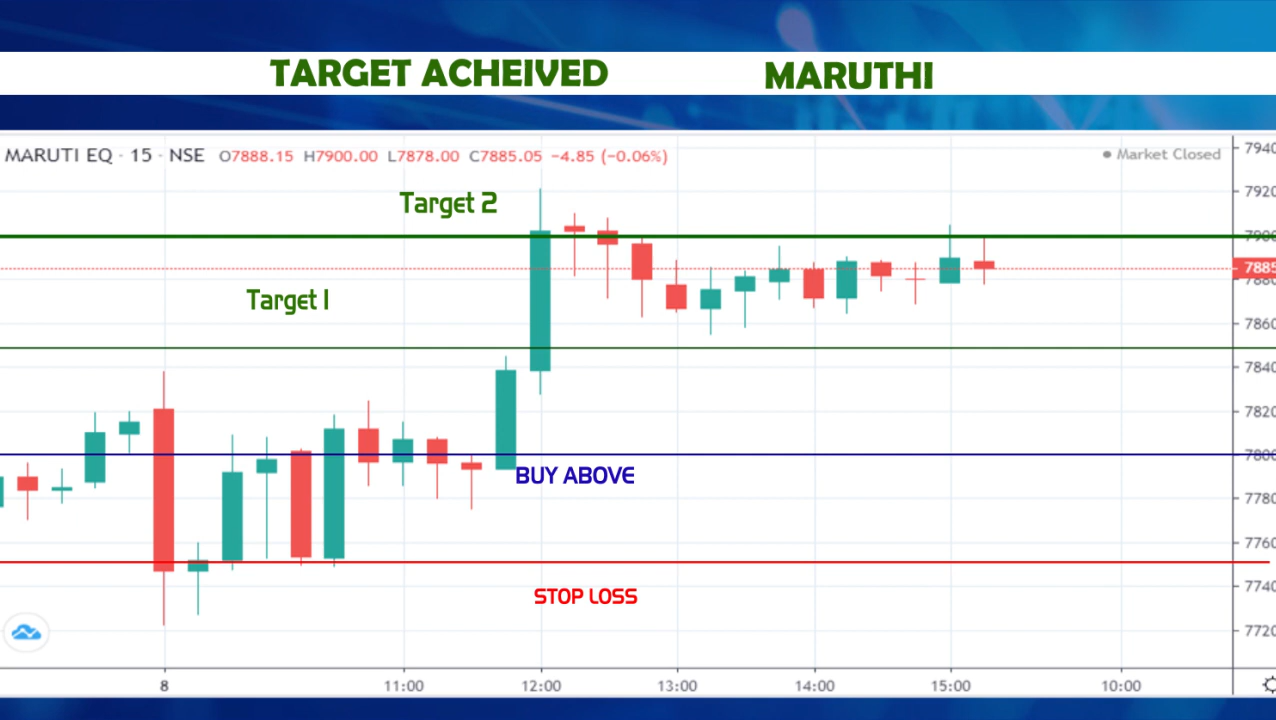 TARGET ACHEIVED MARUTHI
MARUTI EQ · 15 · NSE O7888.15 H7900.00 L7878.00 C7885.05 −4.85 (−0.06%)
Market Closed
7940
7920
Target 2
7900
7885
7880
Target 1
7860
7840
7820
7800
BUY ABOVE
7780
7760
7740
STOP LOSS
7720
8 11:00 12:00 13:00 14:00 15:00 10:00